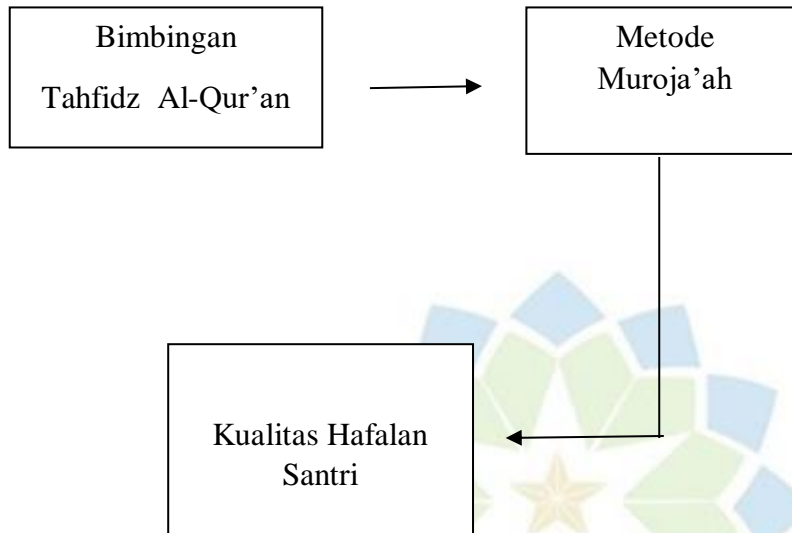 Bimbingan
Tahfidz Al-Qur’an
Metode
Muroja’ah
Kualitas Hafalan
Santri